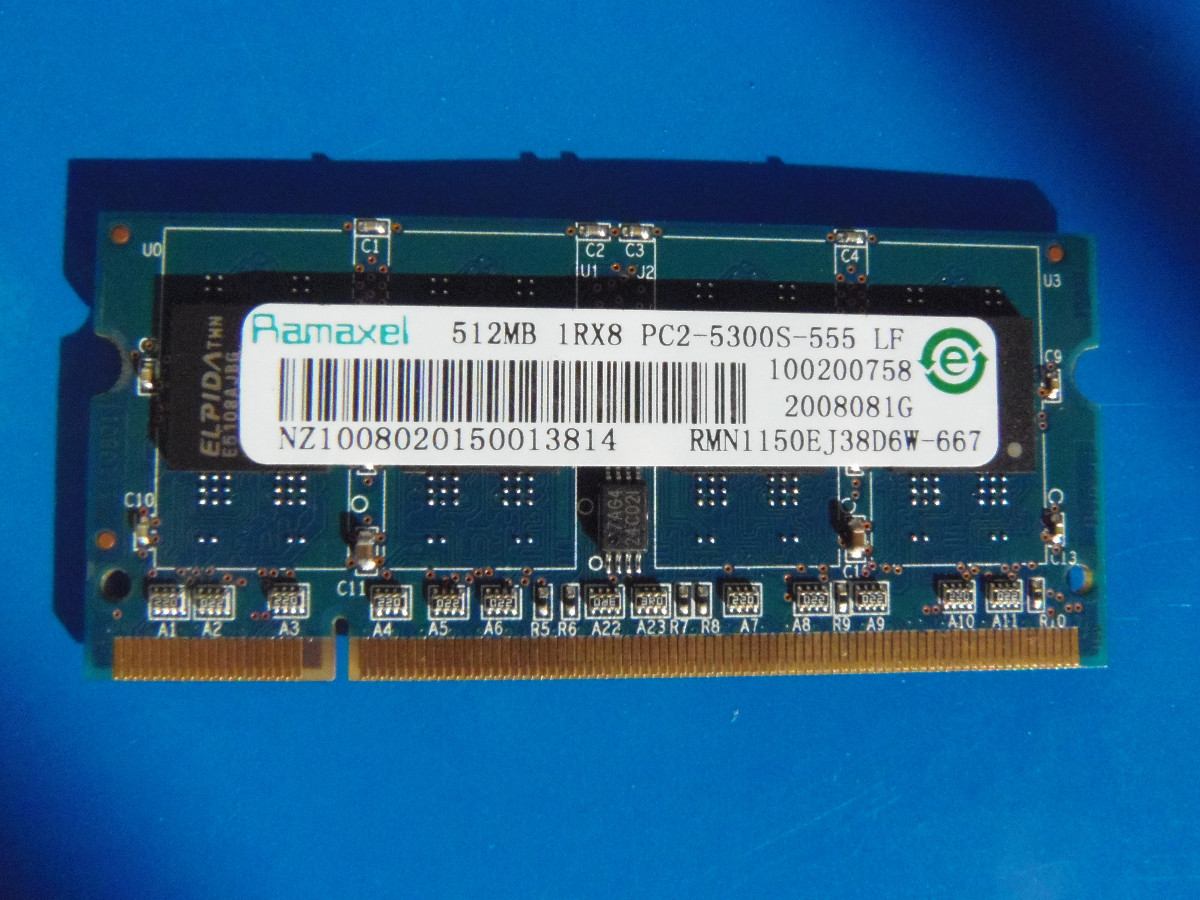 U0
C1
C2 C3
C4
U1 J2
U3
Ramaxel 512MB 1RX8 PC2-5300S-555 LF
e
100200758
2008081G
NZ1008020150013814 RMN1150EJ38D6W-667
ELPIDA TWN
E5108AJBG
C9
C10
C11
C13
24C02
A1 A2 A3 A4 A5 A6 R5 R6 A22 A23 R7 R8 A7 A8 R9 A9 A10 A11 R10